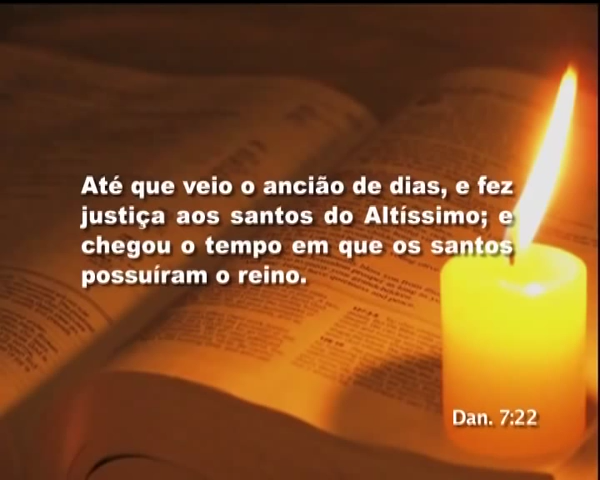 Até que veio o ancião de dias, e fez
justiça aos santos do Altíssimo; e
chegou o tempo em que os santos
possuíram o reino.
Dan. 7:22